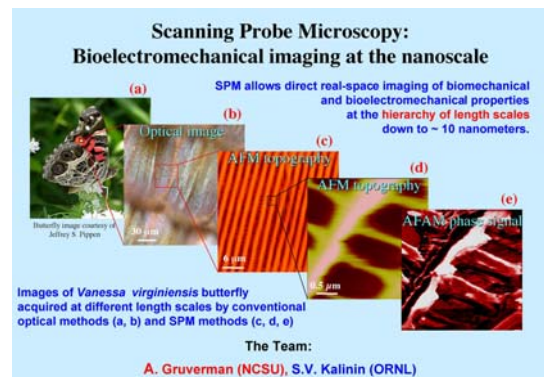 Scanning Probe Microscopy:
Bioelectromechanical imaging at the nanoscale
SPM allows direct real-space imaging of biomechanical
and bioelectromechanical properties
at the hierarchy of length scales
down to ~ 10 nanometers.
(a)
(b)
Optical image
(c)
AFM topography
(d)
AFM topography
(e)
AFAM phase signal
Butterfly image courtesy of
Jeffrey S. Pippen
30 µm
6 µm
0.5 µm
Images of Vanessa virginiensis butterfly
acquired at different length scales by conventional
optical methods (a, b) and SPM methods (c, d, e)
The Team:
A. Gruverman (NCSU), S.V. Kalinin (ORNL)